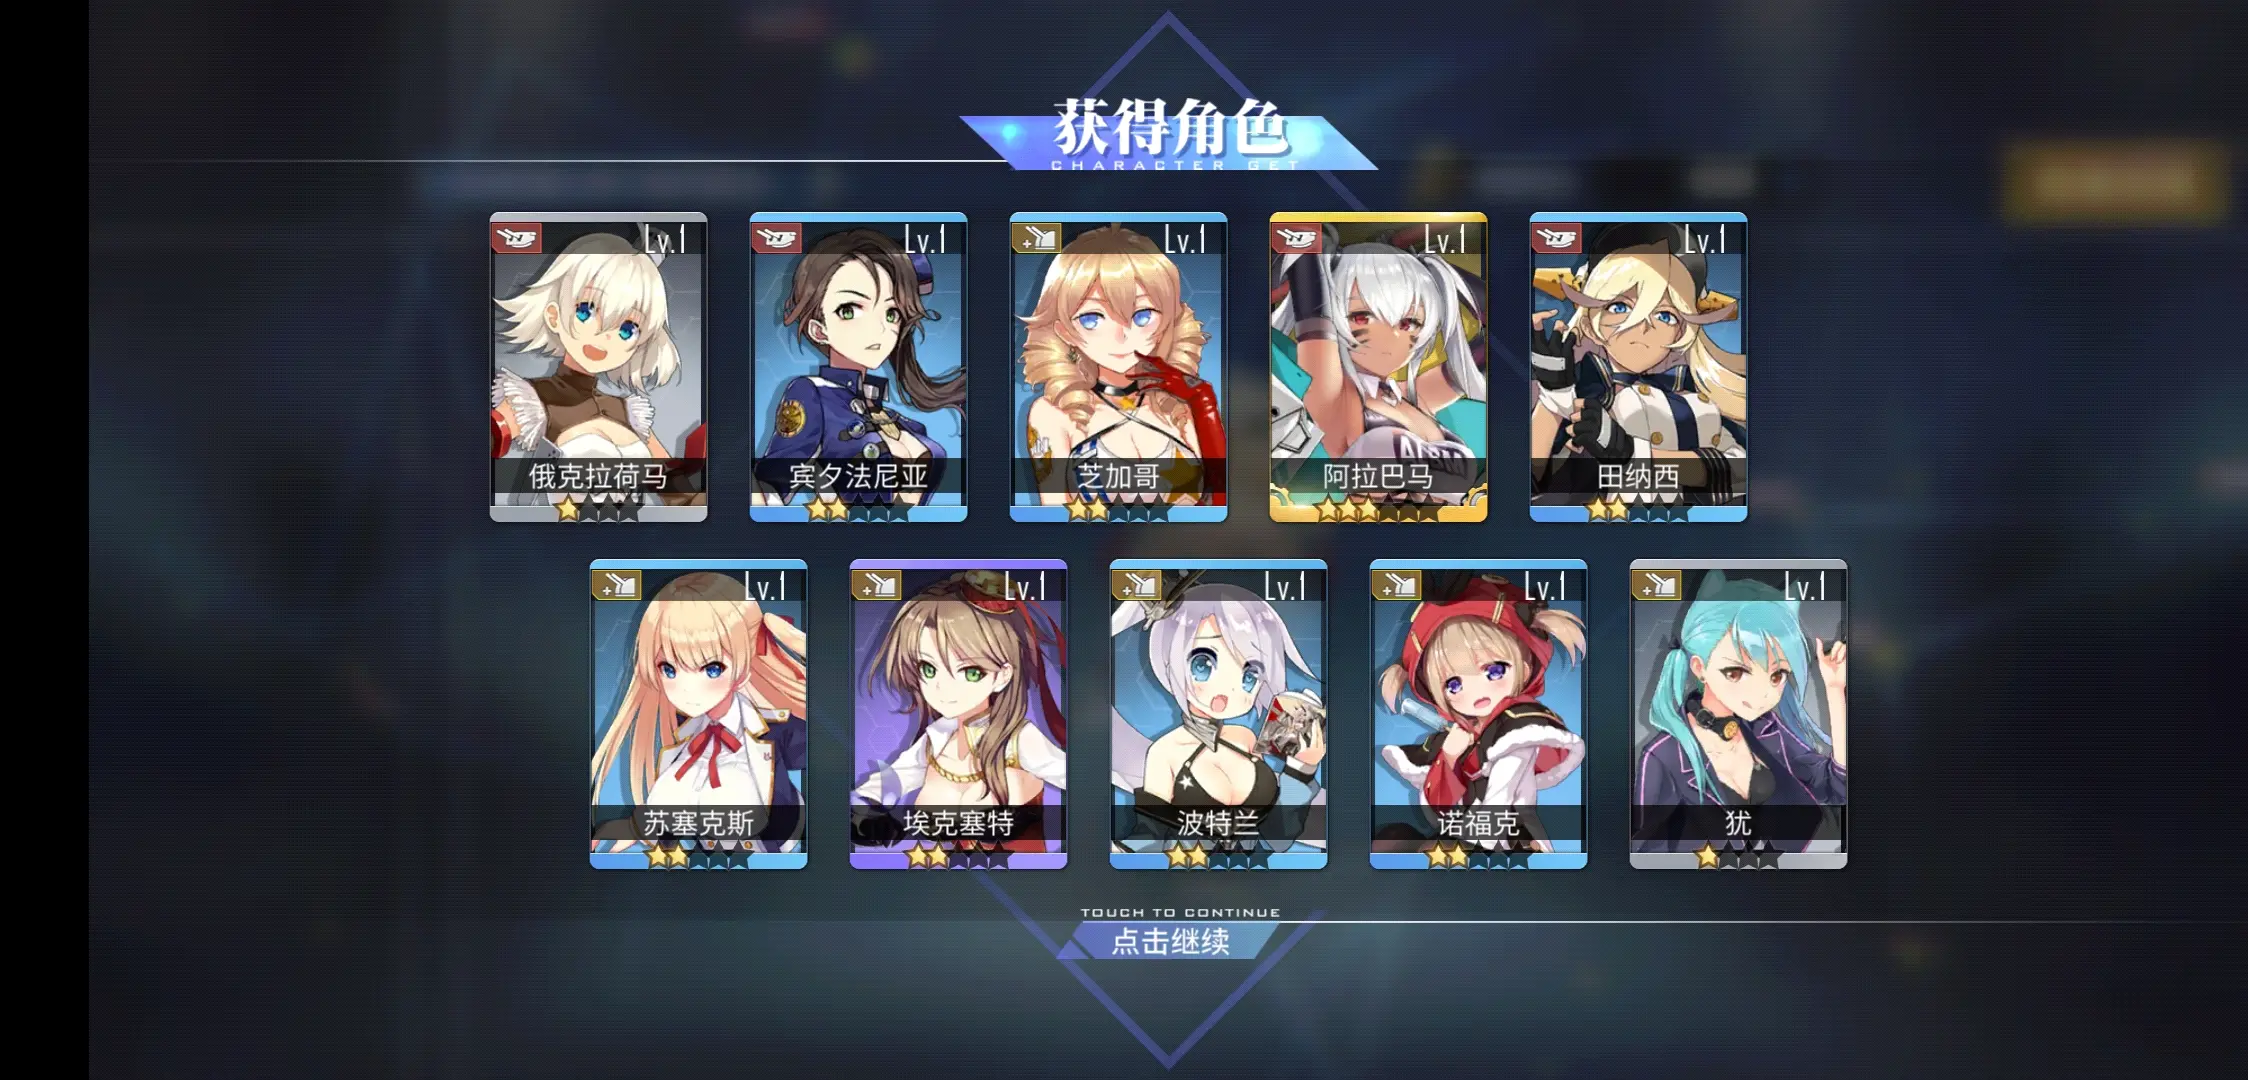 获得角色
CHARACTER GET
Lv.1 Lv.1 Lv.1 Lv.1 Lv.1
俄克拉荷马 宾夕法尼亚 芝加哥 阿拉巴马 田纳西
Lv.1 Lv.1 Lv.1 Lv.1 Lv.1
苏塞克斯 埃克塞特 波特兰 诺福克 犹
TOUCH TO CONTINUE
点击继续